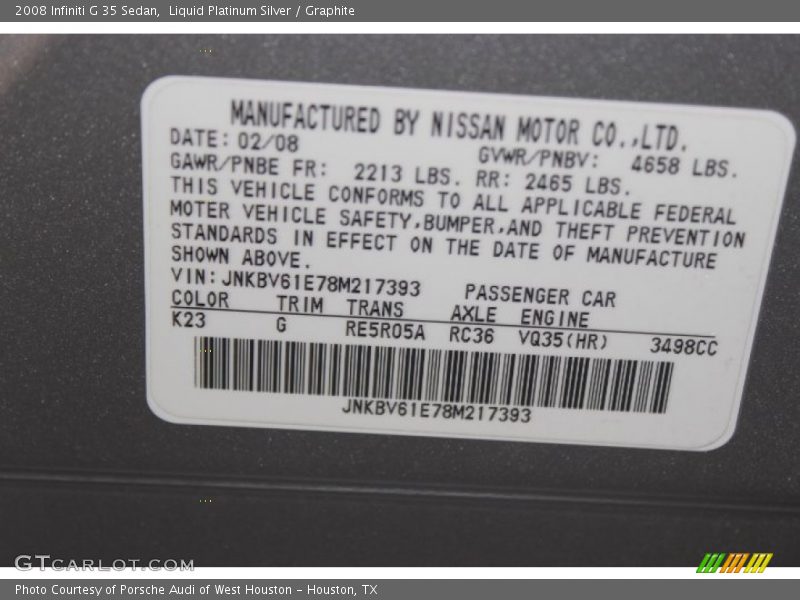 2008 Infiniti G 35 Sedan,  Liquid Platinum Silver / Graphite
MANUFACTURED BY NISSAN MOTOR CO.,LTD.
DATE: 02/08 GVWR/PNBV: 4658 LBS.
GAWR/PNBE FR: 2213 LBS. RR: 2465 LBS.
THIS VEHICLE CONFORMS TO ALL APPLICABLE FEDERAL
MOTER VEHICLE SAFETY,BUMPER,AND THEFT PREVENTION
STANDARDS IN EFFECT ON THE DATE OF MANUFACTURE
SHOWN ABOVE.
VIN: JNKBV61E78M217393 PASSENGER CAR
COLOR TRIM TRANS AXLE ENGINE
K23 G RE5R05A RC36 VQ35(HR) 3498CC
JNKBV61E78M217393
GTCARLOT.COM
Photo Courtesy of Porsche Audi of West Houston - Houston, TX